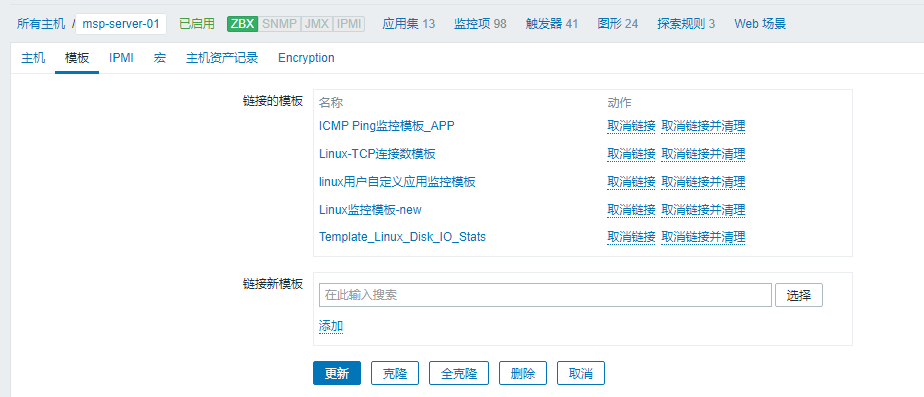 所有主机 / msp-server-01 已启用 ZBX SNMP JMX IPMI 应用集 13 监控项 98 触发器 41 图形 24 探索规则 3 Web 场景
主机 模板 IPMI 宏 主机资产记录 Encryption
链接的模板 名称 动作
ICMP Ping监控模板_APP 取消链接 取消链接并清理
Linux-TCP连接数模板 取消链接 取消链接并清理
linux用户自定义应用监控模板 取消链接 取消链接并清理
Linux监控模板-new 取消链接 取消链接并清理
Template_Linux_Disk_IO_Stats 取消链接 取消链接并清理
链接新模板 在此输入搜索 选择
添加
更新 克隆 全克隆 删除 取消